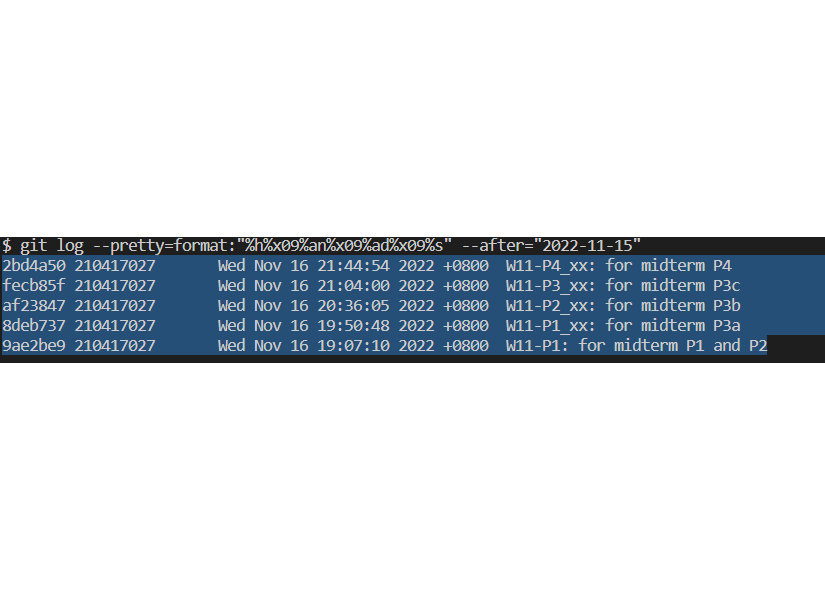 $ git log --pretty=format:"%h%x09%an%x09%ad%x09%s" --after="2022-11-15"
2bd4a50 210417027       Wed Nov 16 21:44:54 2022 +0800  W11-P4_xx: for midterm P4
fecb85f 210417027       Wed Nov 16 21:04:00 2022 +0800  W11-P3_xx: for midterm P3c
af23847 210417027       Wed Nov 16 20:36:05 2022 +0800  W11-P2_xx: for midterm P3b
8deb737 210417027       Wed Nov 16 19:50:48 2022 +0800  W11-P1_xx: for midterm P3a
9ae2be9 210417027       Wed Nov 16 19:07:10 2022 +0800  W11-P1: for midterm P1 and P2